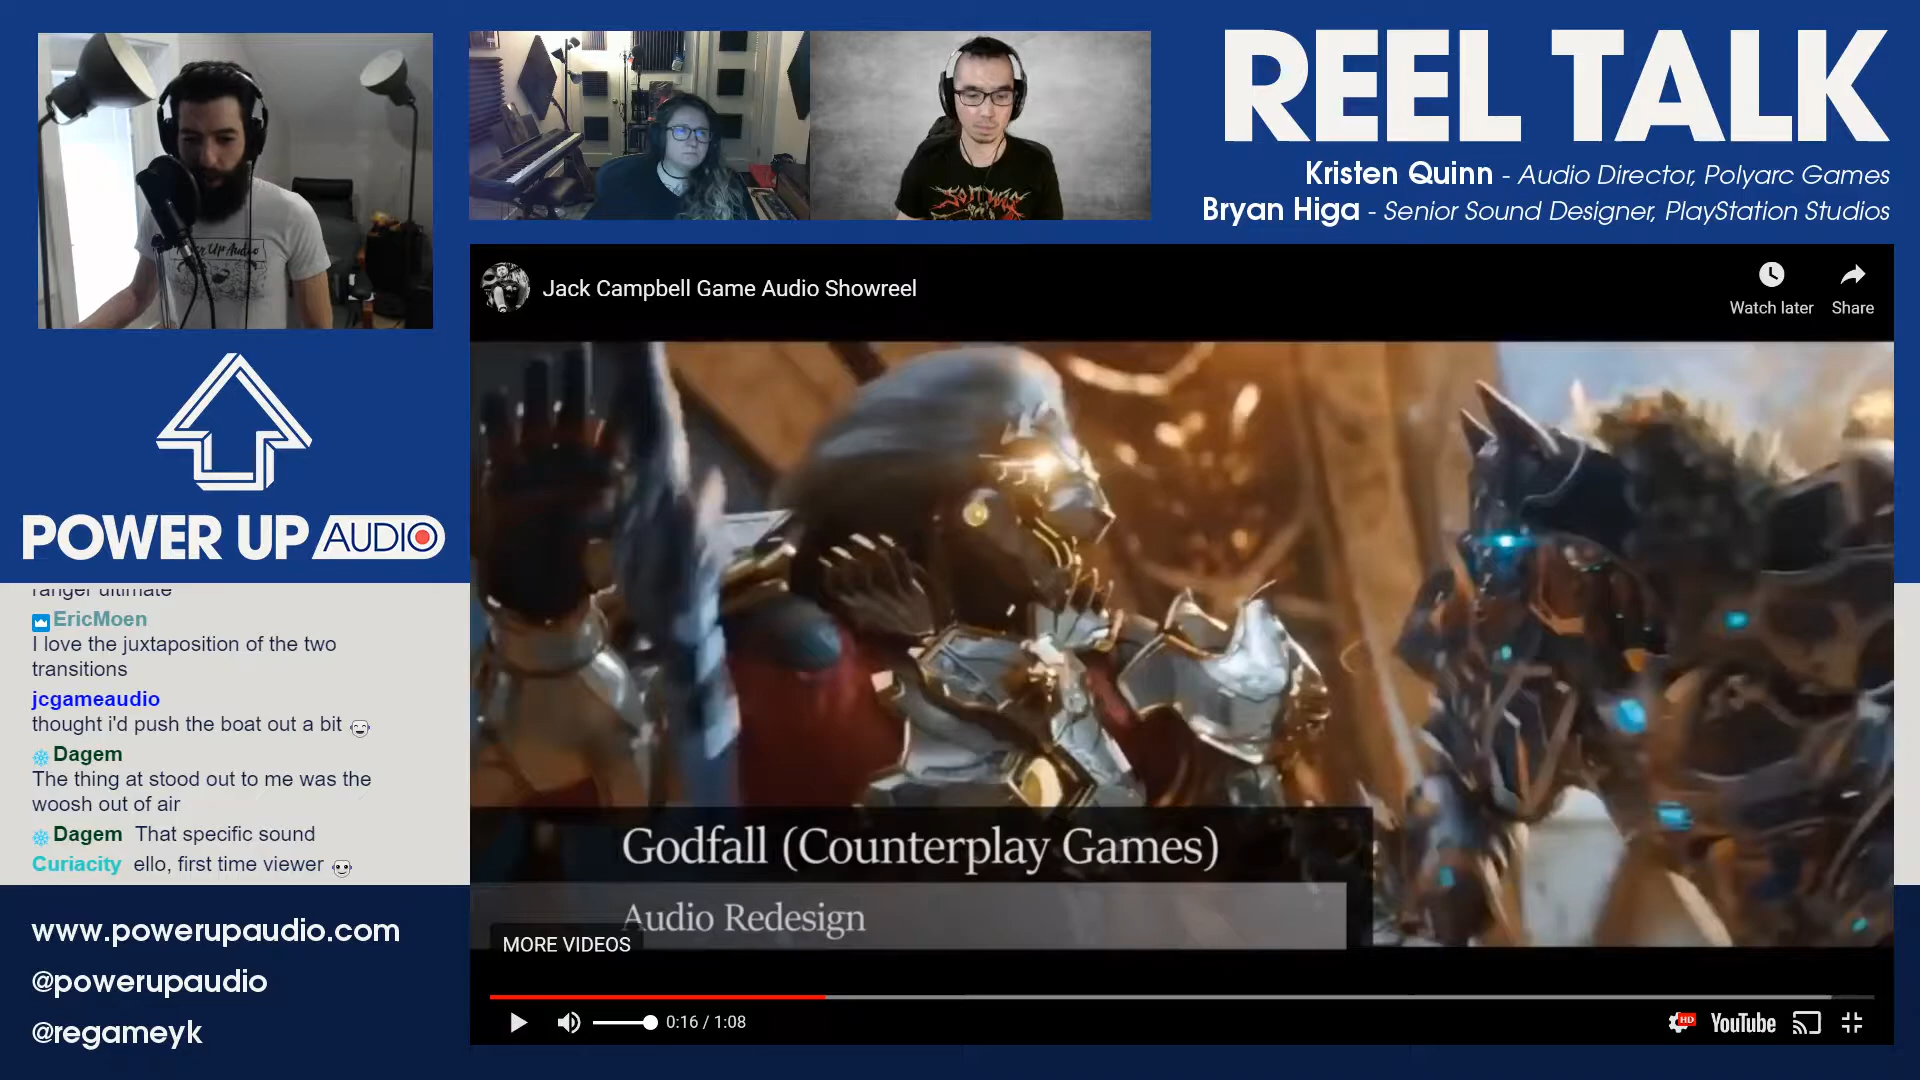 REEL TALK
Kristen Quinn - Audio Director, Polyarc Games
Bryan Higa - Senior Sound Designer, PlayStation Studios
Jack Campbell Game Audio Showreel
Watch later
Share
POWER UP AUDIO
ranger ultimate
EricMoen
I love the juxtaposition of the two
transitions
jcgameaudio
thought i'd push the boat out a bit
Dagem
The thing at stood out to me was the
woosh out of air
Dagem That specific sound
Curiacity ello, first time viewer
www.powerupaudio.com
@powerupaudio
@regameyk
Godfall (Counterplay Games)
Audio Redesign
MORE VIDEOS
0:16 / 1:08
HD
YouTube